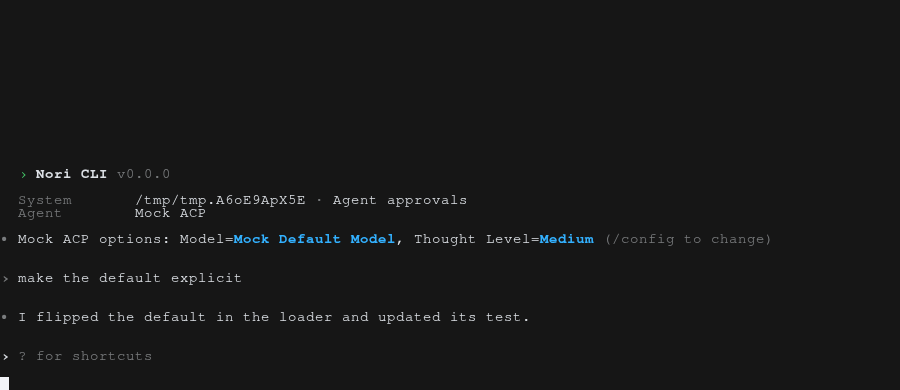 › Nori CLI v0.0.0
System /tmp/tmp.A6oE9ApX5E · Agent approvals
Agent Mock ACP
• Mock ACP options: Model=Mock Default Model, Thought Level=Medium (/config to change)
› make the default explicit
• I flipped the default in the loader and updated its test.
› ? for shortcuts